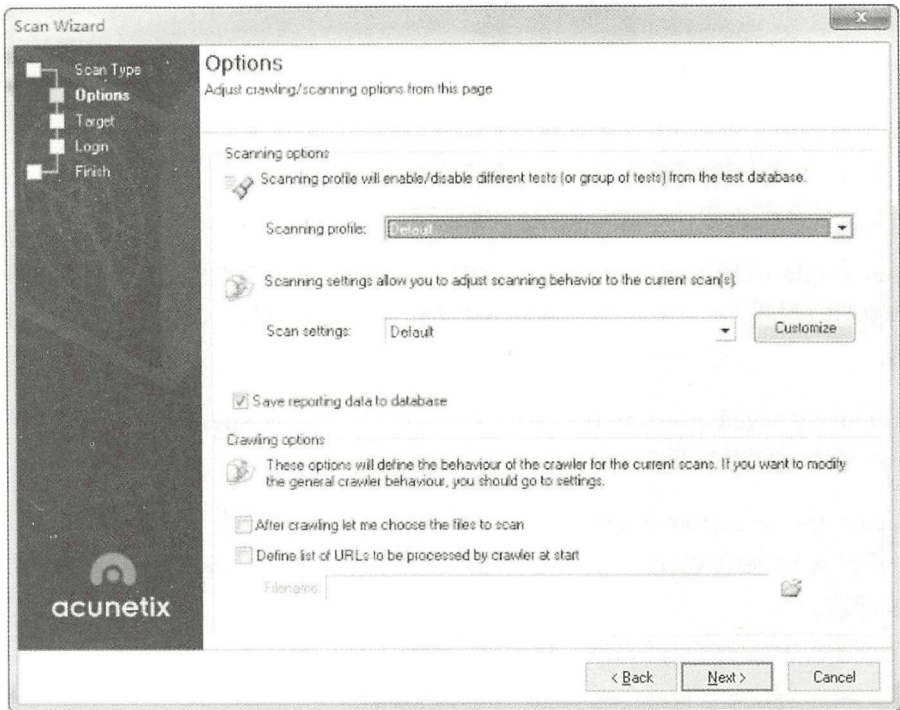 Scan Wizard
Scan Type
Options
Target
Login
Finish
acunetix
Options
Adjust crawling/scanning options from this page
Scanning options
Scanning profile will enable/disable different tests (or group of tests) from the test database.
Scanning profile: Default
Scanning settings allow you to adjust scanning behavior to the current scan(s).
Scan settings: Default
Customize
Save reporting data to database
Crawling options
These options will define the behaviour of the crawler for the current scans. If you want to modify
the general crawler behaviour, you should go to settings.
After crawling let me choose the files to scan
Define list of URLs to be processed by crawler at start
Filename:
< Back
Next >
Cancel